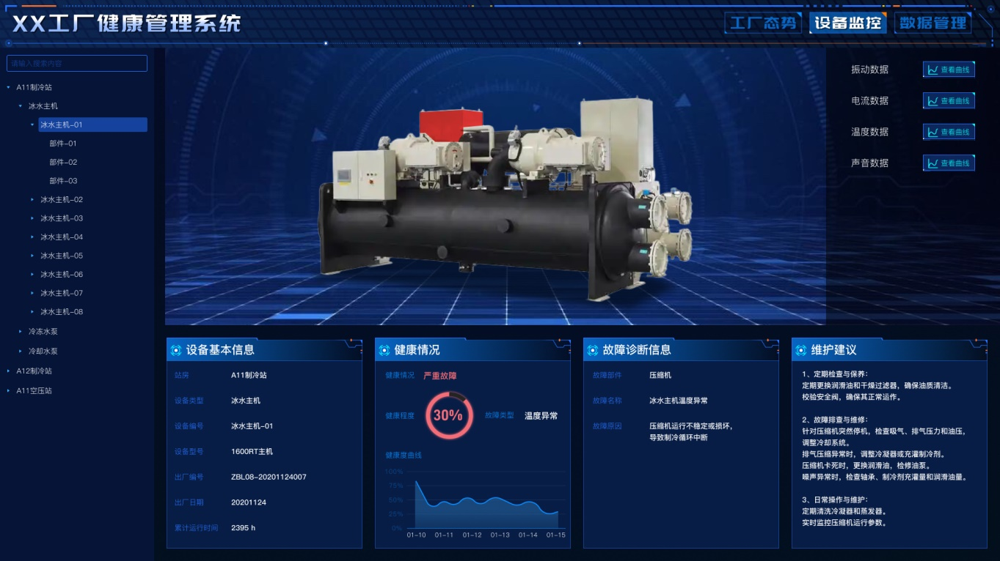 XX工厂健康管理系统
工厂态势
设备监控
数据管理
请输入搜索内容
A11制冷站
冰水主机
冰水主机-01
部件-01
部件-02
部件-03
冰水主机-02
冰水主机-03
冰水主机-04
冰水主机-05
冰水主机-06
冰水主机-07
冰水主机-08
冷冻水泵
冷却水泵
A12制冷站
A11空压站
振动数据 查看曲线
电流数据 查看曲线
温度数据 查看曲线
声音数据 查看曲线
设备基本信息
站房 A11制冷站
设备类型 冰水主机
设备编号 冰水主机-01
设备型号 1600RT主机
出厂编号 ZBL08-20201124007
出厂日期 20201124
累计运行时间 2395 h
健康情况
健康情况 严重故障
健康程度 30% 故障类型 温度异常
健康度曲线
100%
75%
50%
25%
0%
01-10 01-11 01-12 01-13 01-14 01-15
故障诊断信息
故障部件 压缩机
故障名称 冰水主机温度异常
故障原因 压缩机运行不稳定或损坏,
导致制冷循环中断
维护建议
1、定期检查与保养:
定期更换润滑油和干燥过滤器，确保油质清洁。
校验安全阀，确保其正常运作。
2、故障排查与维修:
针对压缩机突然停机，检查吸气、排气压力和油压，
调整冷却系统。
排气压缩异常时，调整冷凝器或充灌制冷剂。
压缩机卡死时，更换润滑油，检修油泵。
噪声异常时，检查轴承、制冷剂充灌量和润滑油量。
3、日常操作与维护:
定期清洗冷凝器和蒸发器。
实时监控压缩机运行参数。